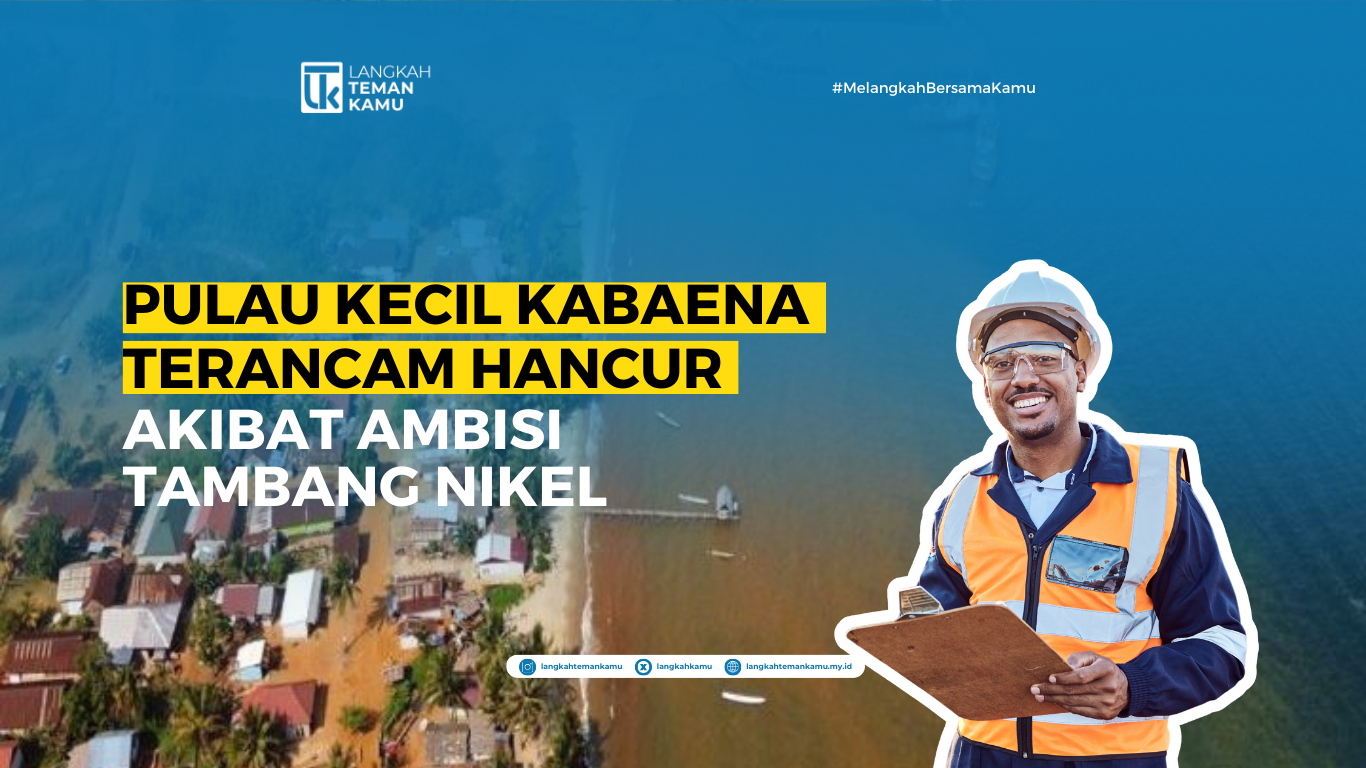 LANGKAH
TEMAN
KAMU
#MelangkahBersamaKamu
PULAU KECIL KABAENA
TERANCAM HANCUR
AKIBAT AMBISI
TAMBANG NIKEL
langkahtemankamu langkahkamu langkahtemankamu.my.id